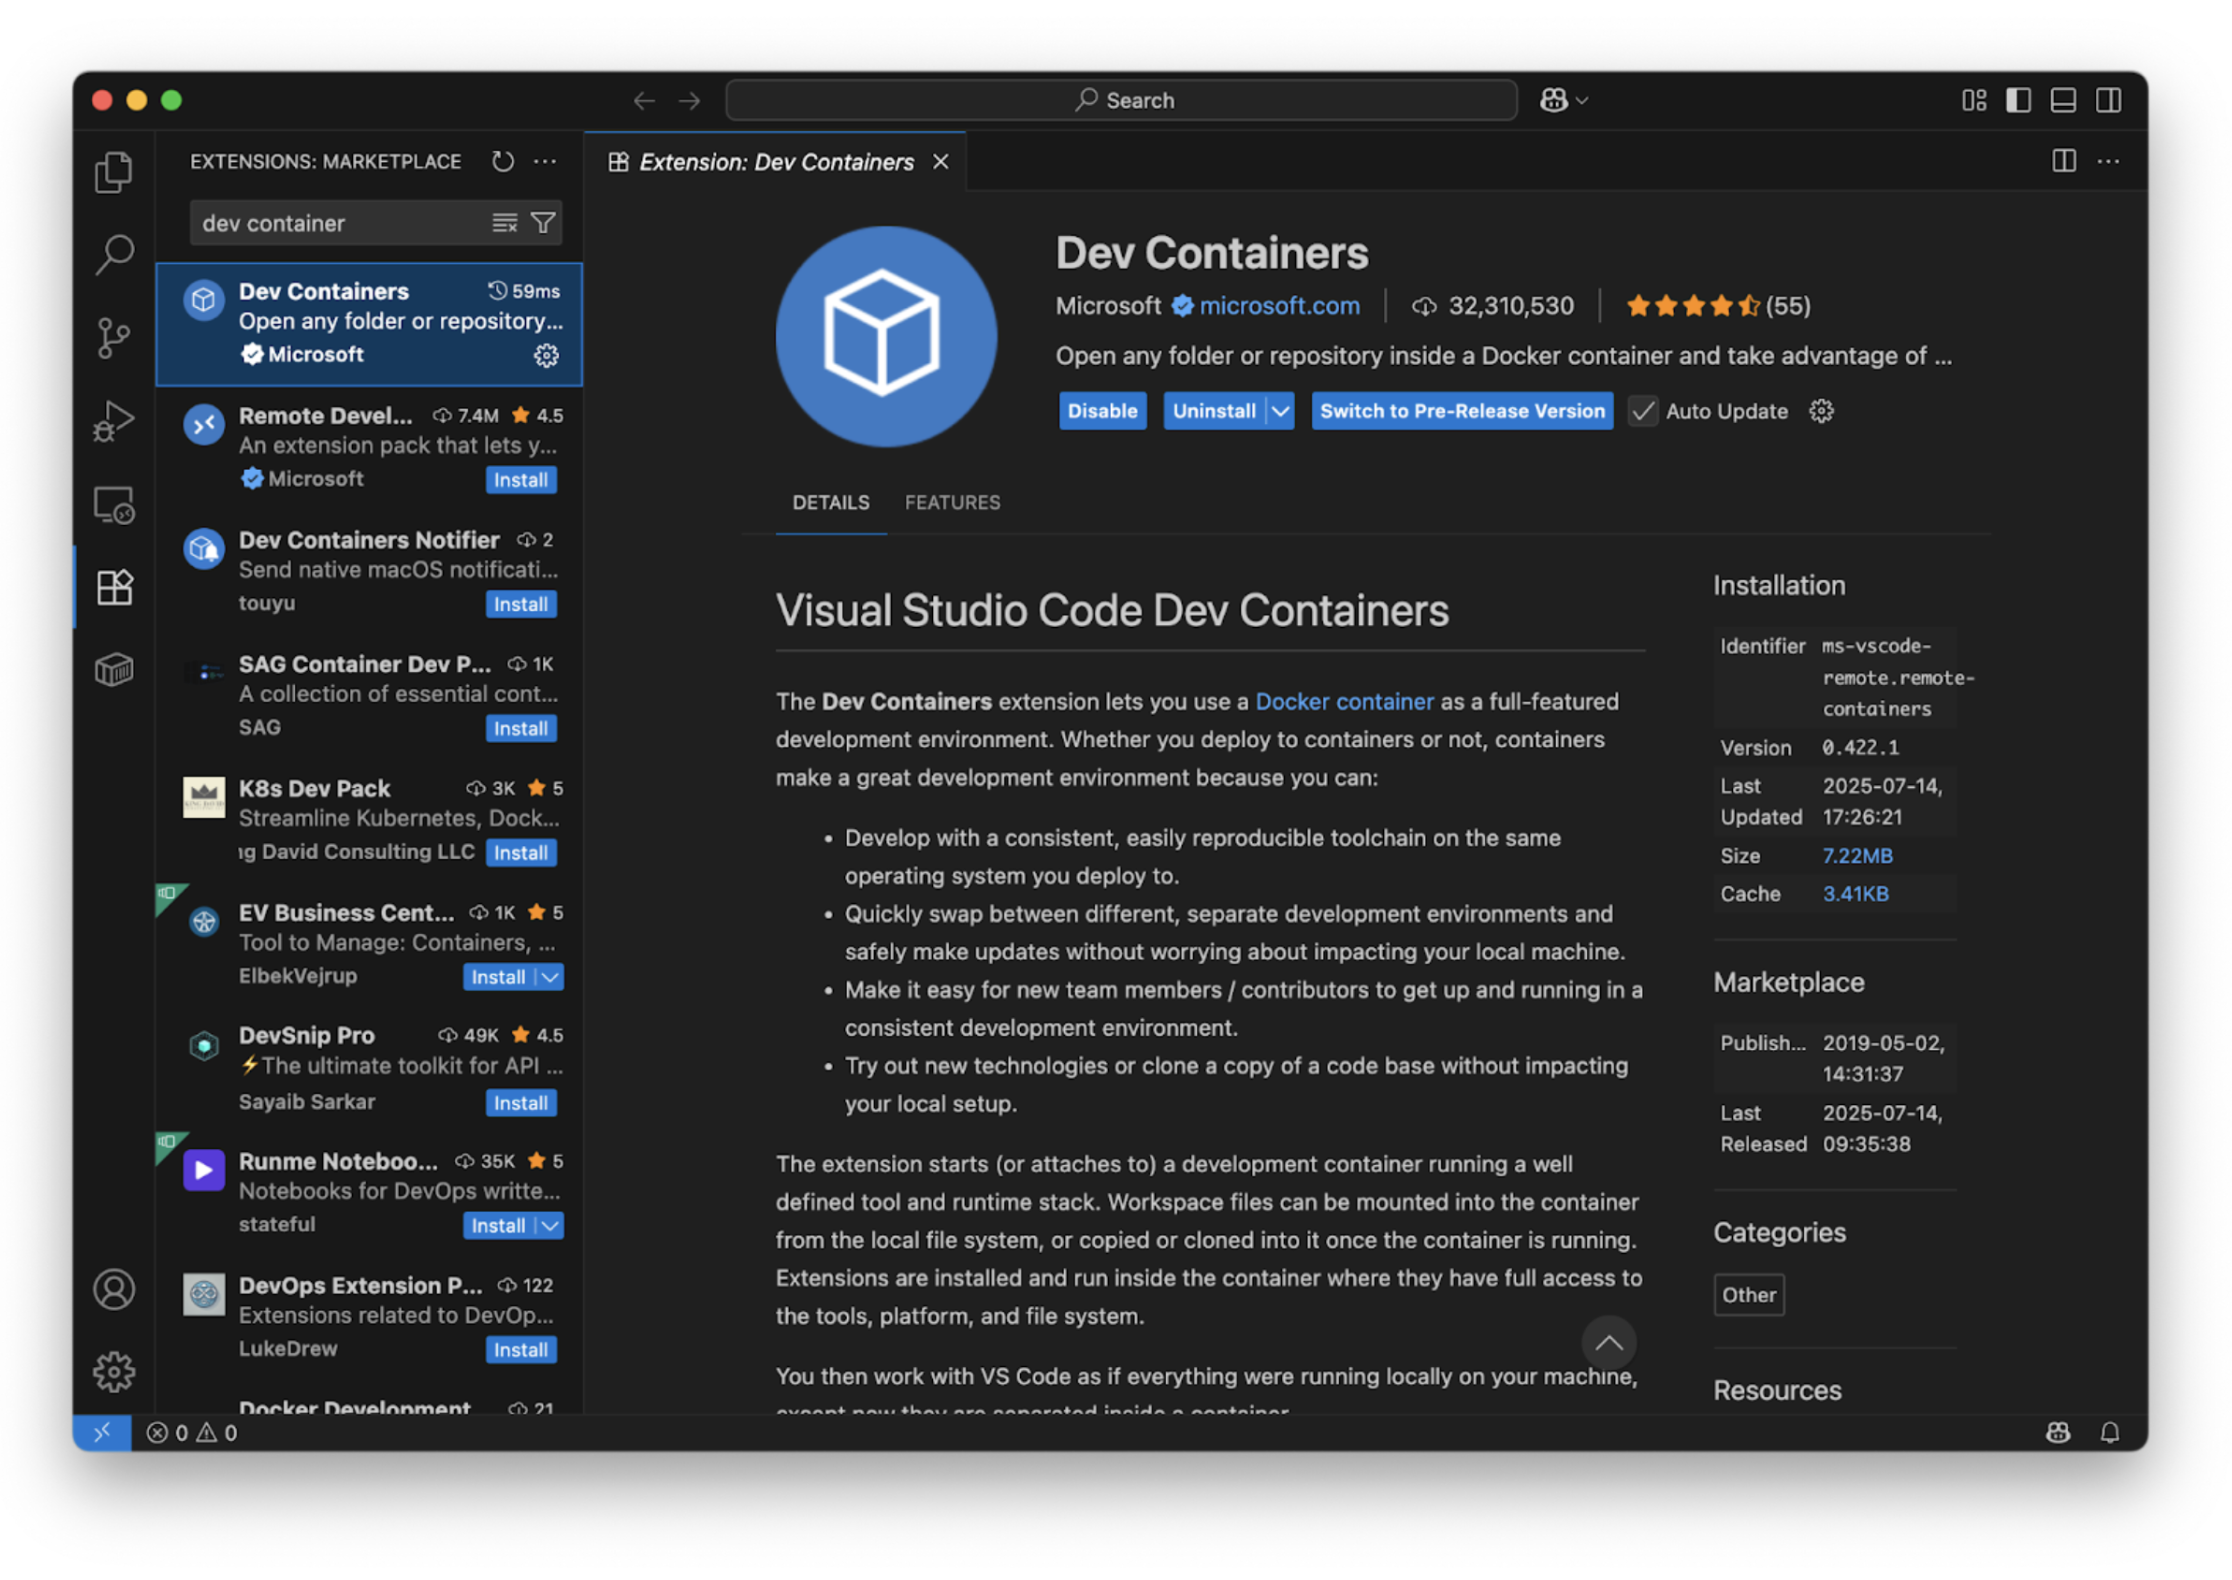 Search
EXTENSIONS: MARKETPLACE
dev container
Dev Containers 59ms
Open any folder or repository...
Microsoft
Remote Devel... 7.4M 4.5
An extension pack that lets y...
Microsoft Install
Dev Containers Notifier 2
Send native macOS notificati...
touyu Install
SAG Container Dev P... 1K
A collection of essential cont...
SAG Install
K8s Dev Pack 3K 5
Streamline Kubernetes, Dock...
ng David Consulting LLC Install
EV Business Cent... 1K 5
Tool to Manage: Containers, ...
ElbekVejrup Install
DevSnip Pro 49K 4.5
⚡The ultimate toolkit for API ...
Sayaib Sarkar Install
Runme Noteboo... 35K 5
Notebooks for DevOps writte...
stateful Install
DevOps Extension P... 122
Extensions related to DevOp...
LukeDrew Install
Docker Development 21
Extension: Dev Containers
Dev Containers
Microsoft microsoft.com | 32,310,530 | (55)
Open any folder or repository inside a Docker container and take advantage of ...
Disable Uninstall Switch to Pre-Release Version Auto Update
DETAILS FEATURES
Visual Studio Code Dev Containers
The Dev Containers extension lets you use a Docker container as a full-featured
development environment. Whether you deploy to containers or not, containers
make a great development environment because you can:
• Develop with a consistent, easily reproducible toolchain on the same
operating system you deploy to.
• Quickly swap between different, separate development environments and
safely make updates without worrying about impacting your local machine.
• Make it easy for new team members / contributors to get up and running in a
consistent development environment.
• Try out new technologies or clone a copy of a code base without impacting
your local setup.
The extension starts (or attaches to) a development container running a well
defined tool and runtime stack. Workspace files can be mounted into the container
from the local file system, or copied or cloned into it once the container is running.
Extensions are installed and run inside the container where they have full access to
the tools, platform, and file system.
You then work with VS Code as if everything were running locally on your machine,
except now they are separated inside a container.
Installation
Identifier ms-vscode-
remote.remote-
containers
Version 0.422.1
Last 2025-07-14,
Updated 17:26:21
Size 7.22MB
Cache 3.41KB
Marketplace
Publish... 2019-05-02,
14:31:37
Last 2025-07-14,
Released 09:35:38
Categories
Other
Resources
0 0